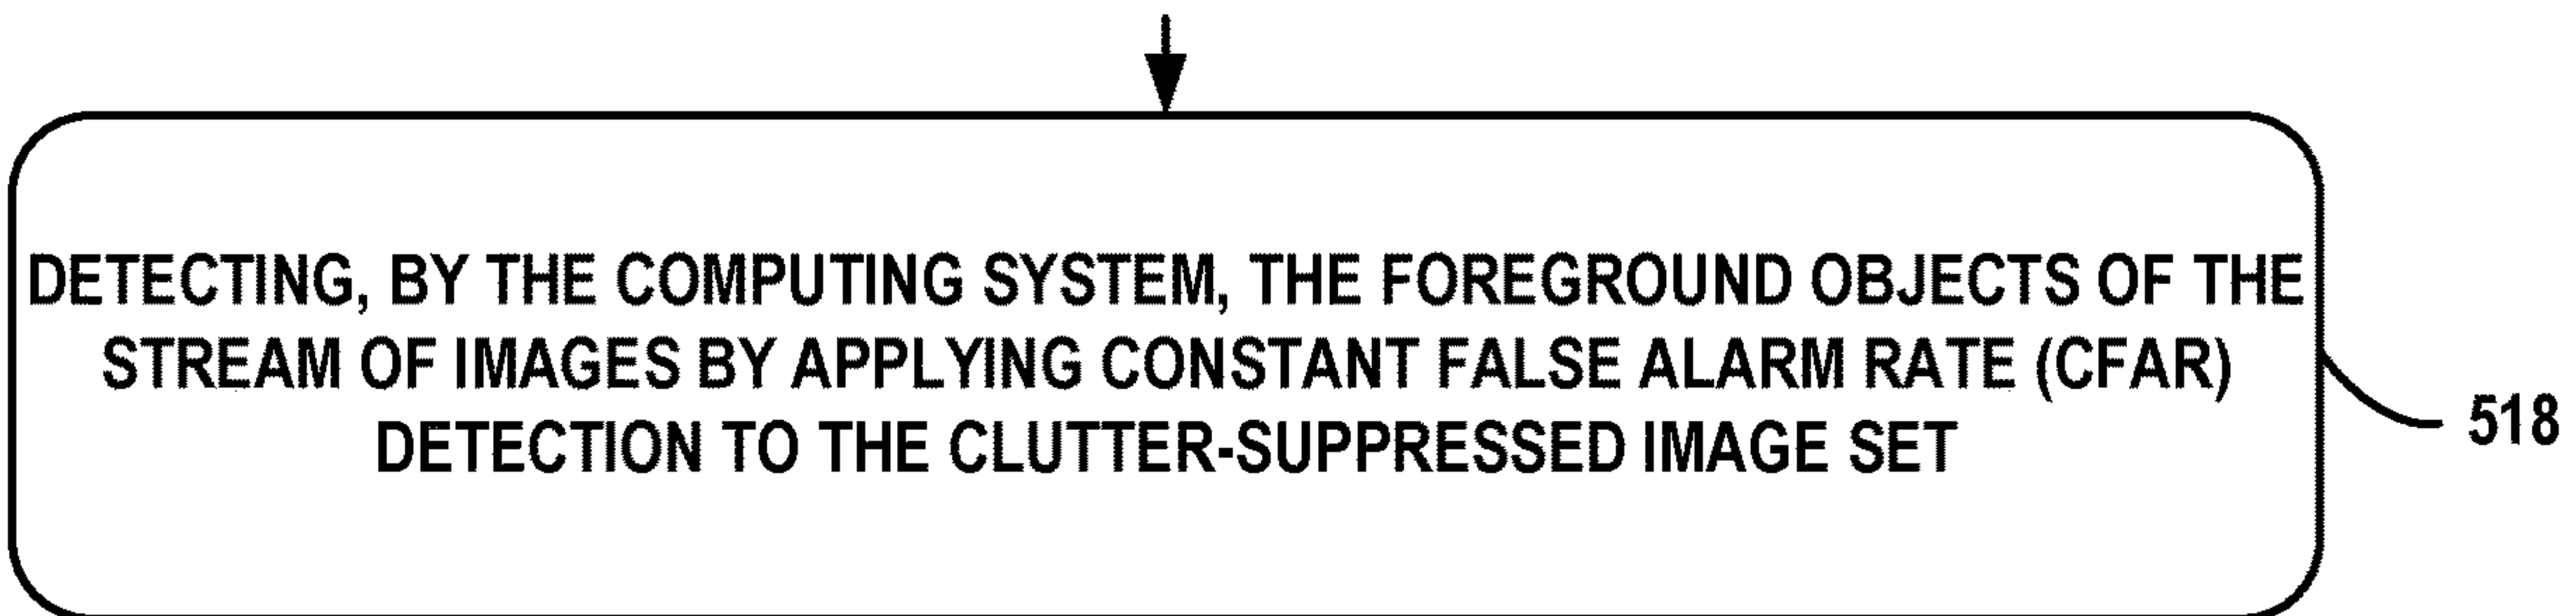 DETECTING, BY THE COMPUTING SYSTEM, THE FOREGROUND OBJECTS OF THE
STREAM OF IMAGES BY APPLYING CONSTANT FALSE ALARM RATE (CFAR)
DETECTION TO THE CLUTTER-SUPPRESSED IMAGE SET
518